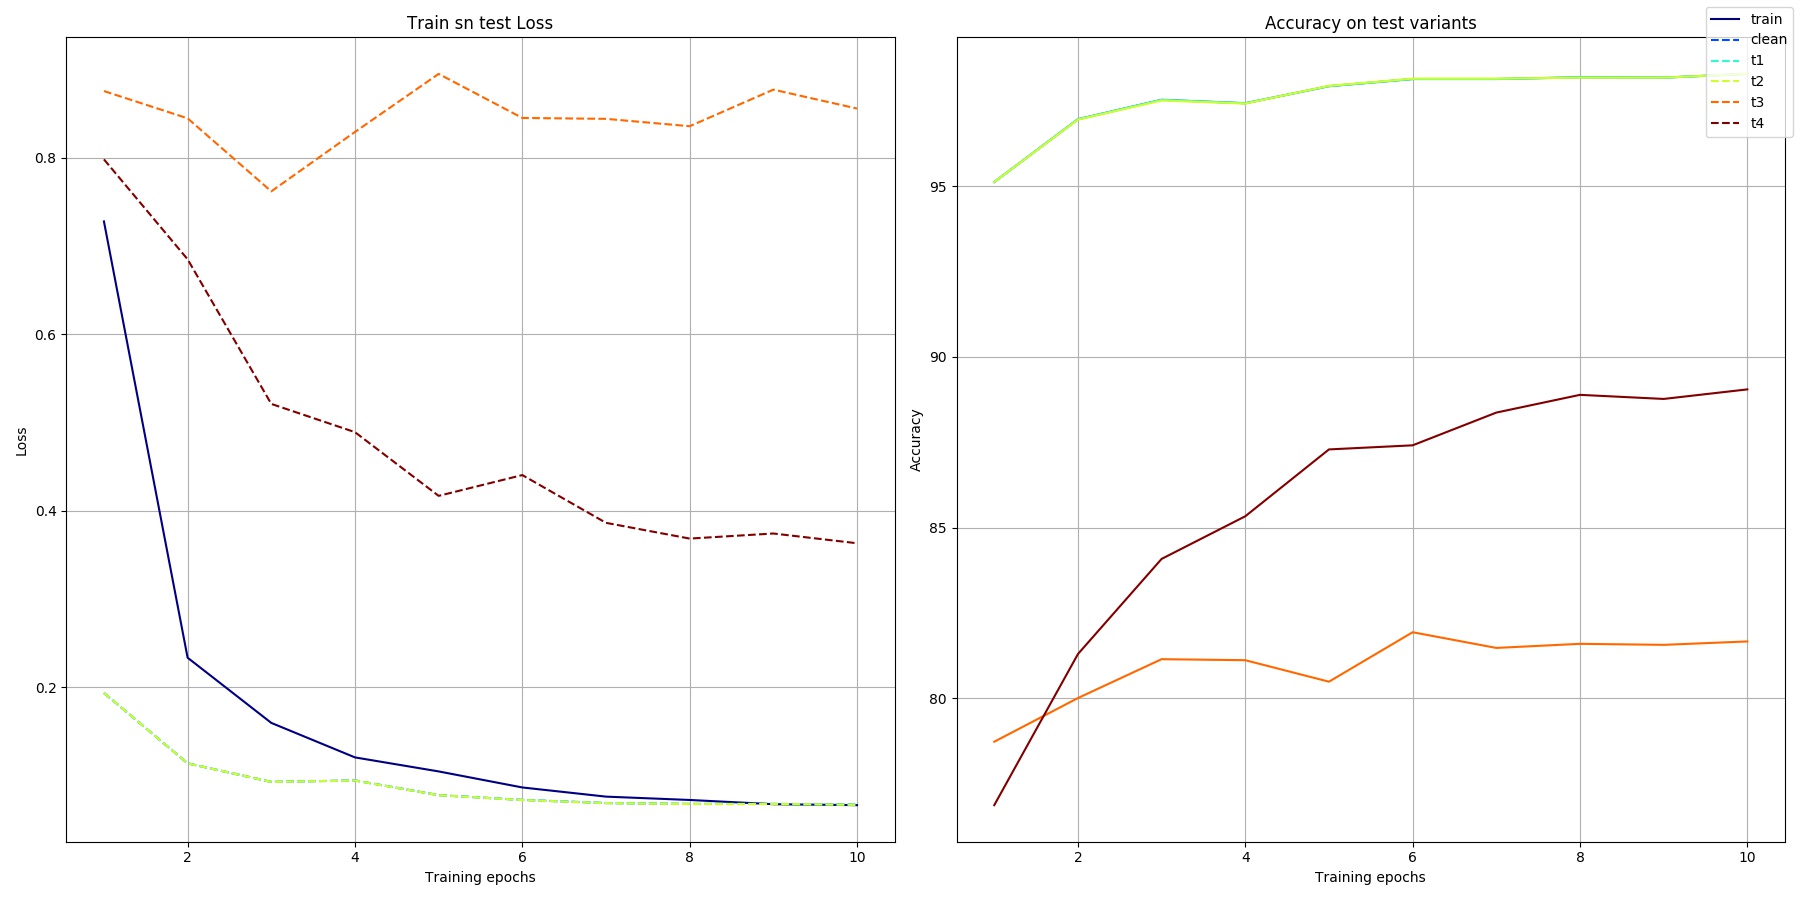 Train sn test Loss
Loss
0.8
0.6
0.4
0.2
2
4
6
8
10
Training epochs
Accuracy on test variants
Accuracy
95
90
85
80
2
4
6
8
10
Training epochs
train
clean
t1
t2
t3
t4